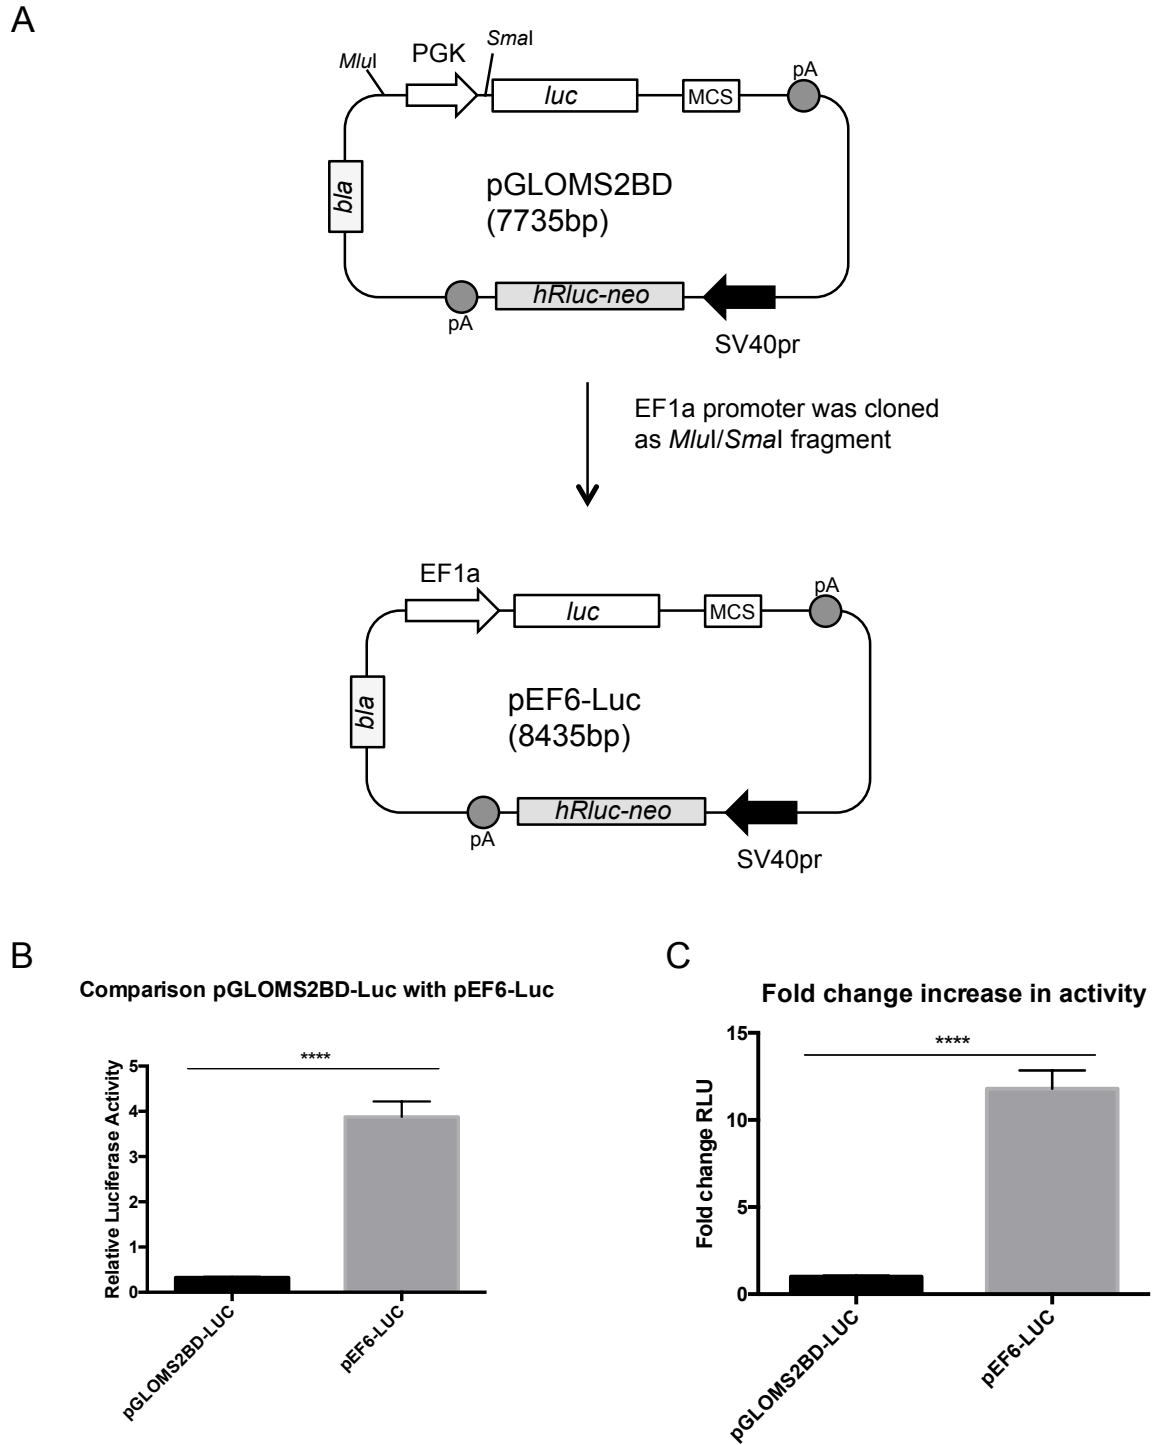 A
MluI
PGK
SmaI
luc
MCS
pA
bla
pGLOMS2BD
(7735bp)
pA
hRluc-neo
SV40pr
EF1a promoter was cloned
as MluI/SmaI fragment
EF1a
luc
MCS
pA
bla
pEF6-Luc
(8435bp)
pA
hRluc-neo
SV40pr
B
Comparison pGLOMS2BD-Luc with pEF6-Luc
****
Relative Luciferase Activity
5
4
3
2
1
0
pGLOMS2BD-LUC
pEF6-LUC
C
Fold change increase in activity
****
Fold change RLU
15
10
5
0
pGLOMS2BD-LUC
pEF6-LUC